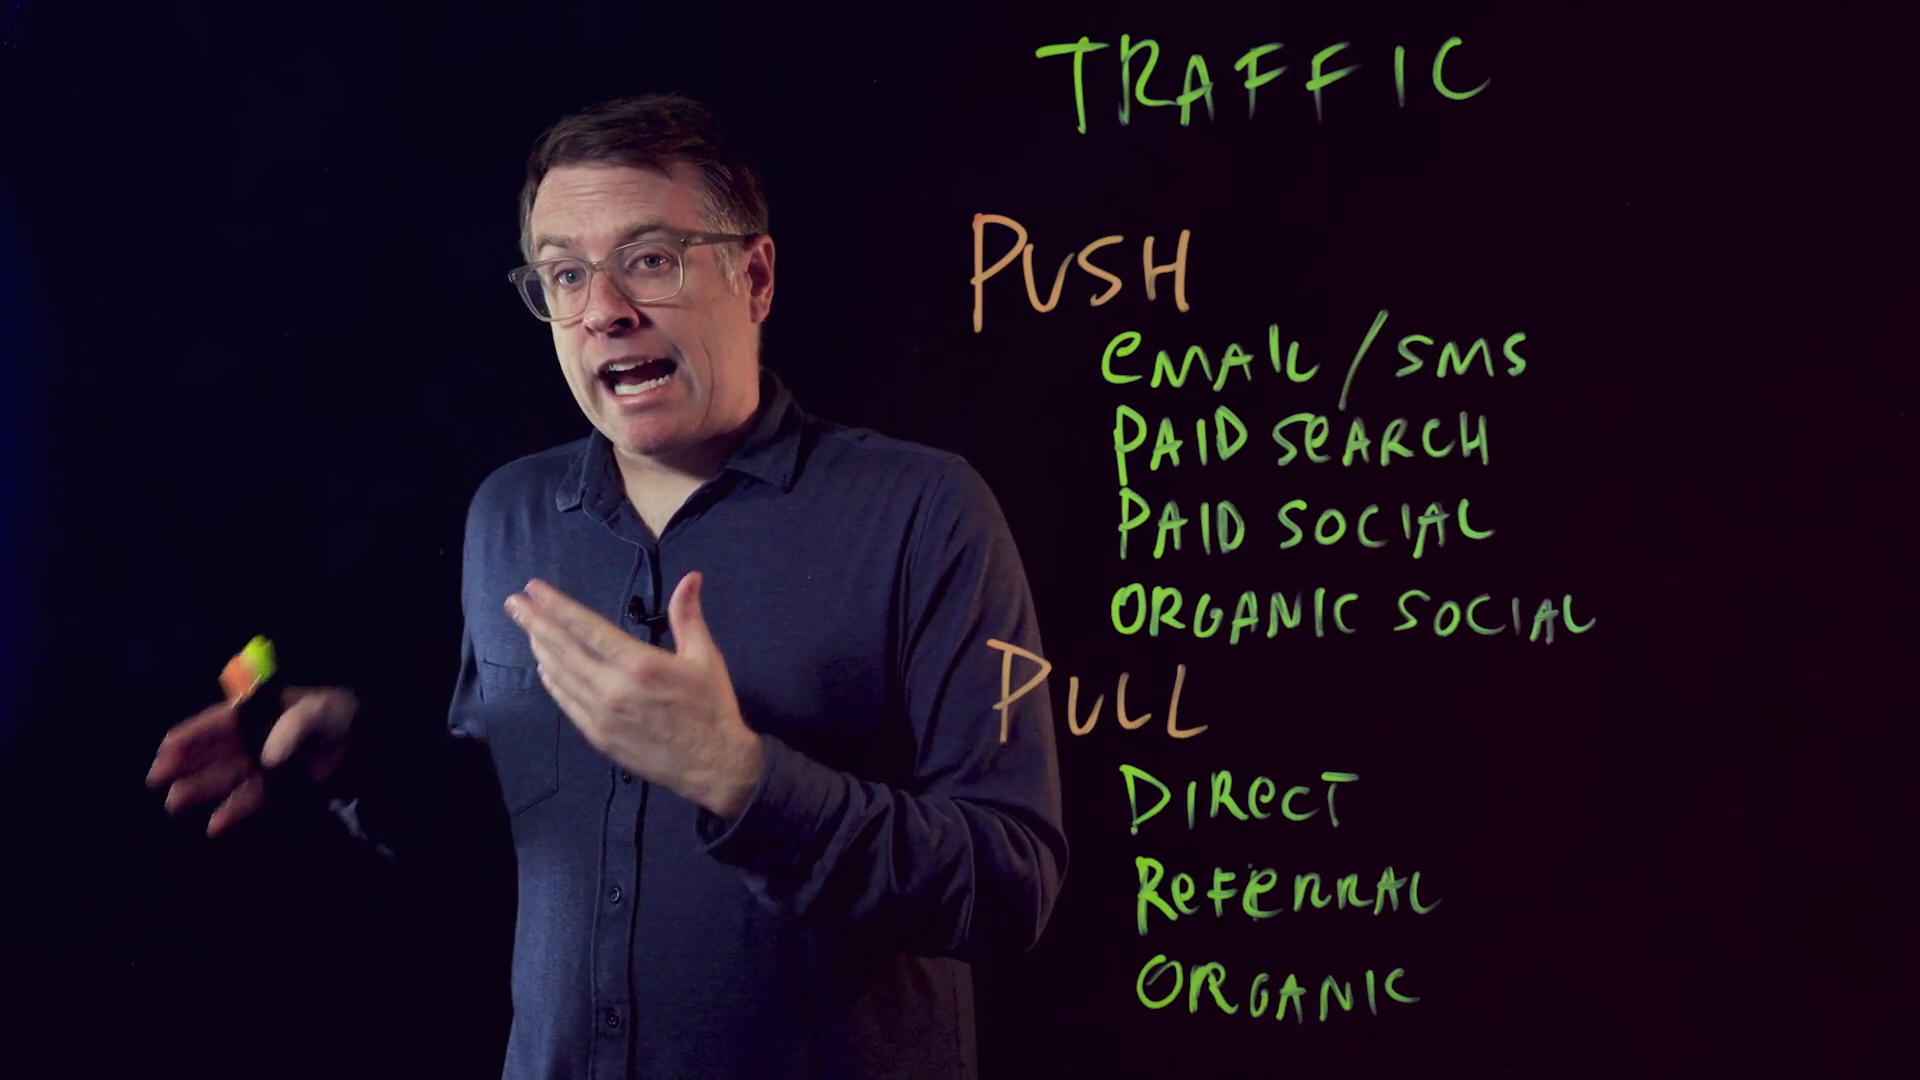 TRAFFIC
PUSH
eMAIL/SMS
PAID SeARCH
PAID SOCIAL
ORGANIC SOCIAL
PULL
DIReCT
ReFeRRAL
ORGANIC